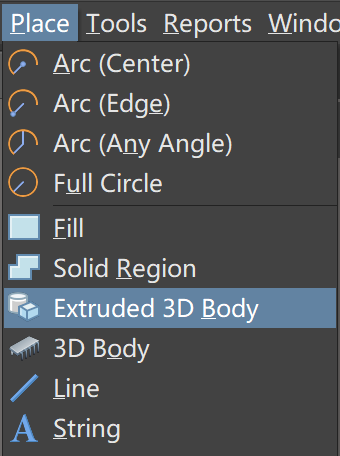 Place Tools Reports Windo
Arc (Center)
Arc (Edge)
Arc (Any Angle)
Full Circle
Fill
Solid Region
Extruded 3D Body
3D Body
Line
String